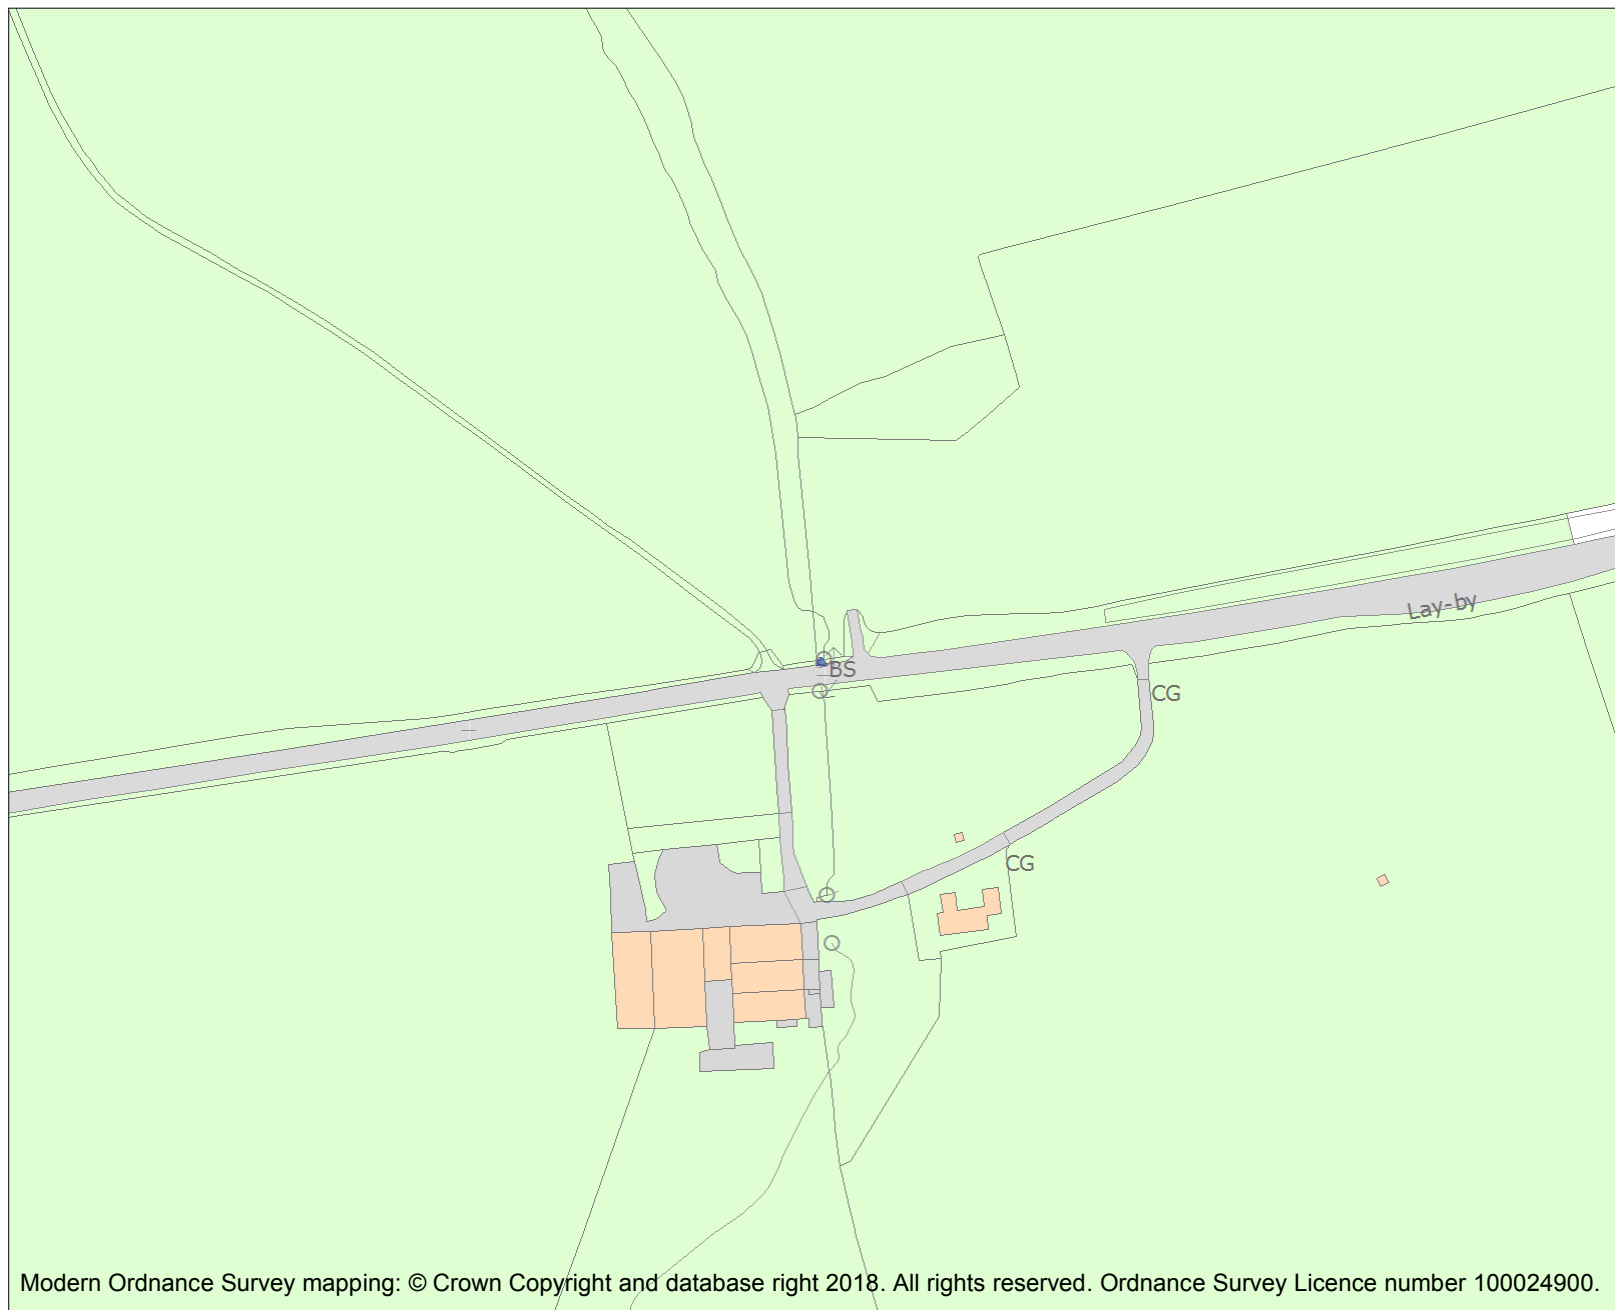 Lay-by
BS
CG
CG
Modern Ordnance Survey mapping: © Crown Copyright and database right 2018. All rights reserved. Ordnance Survey Licence number 100024900.